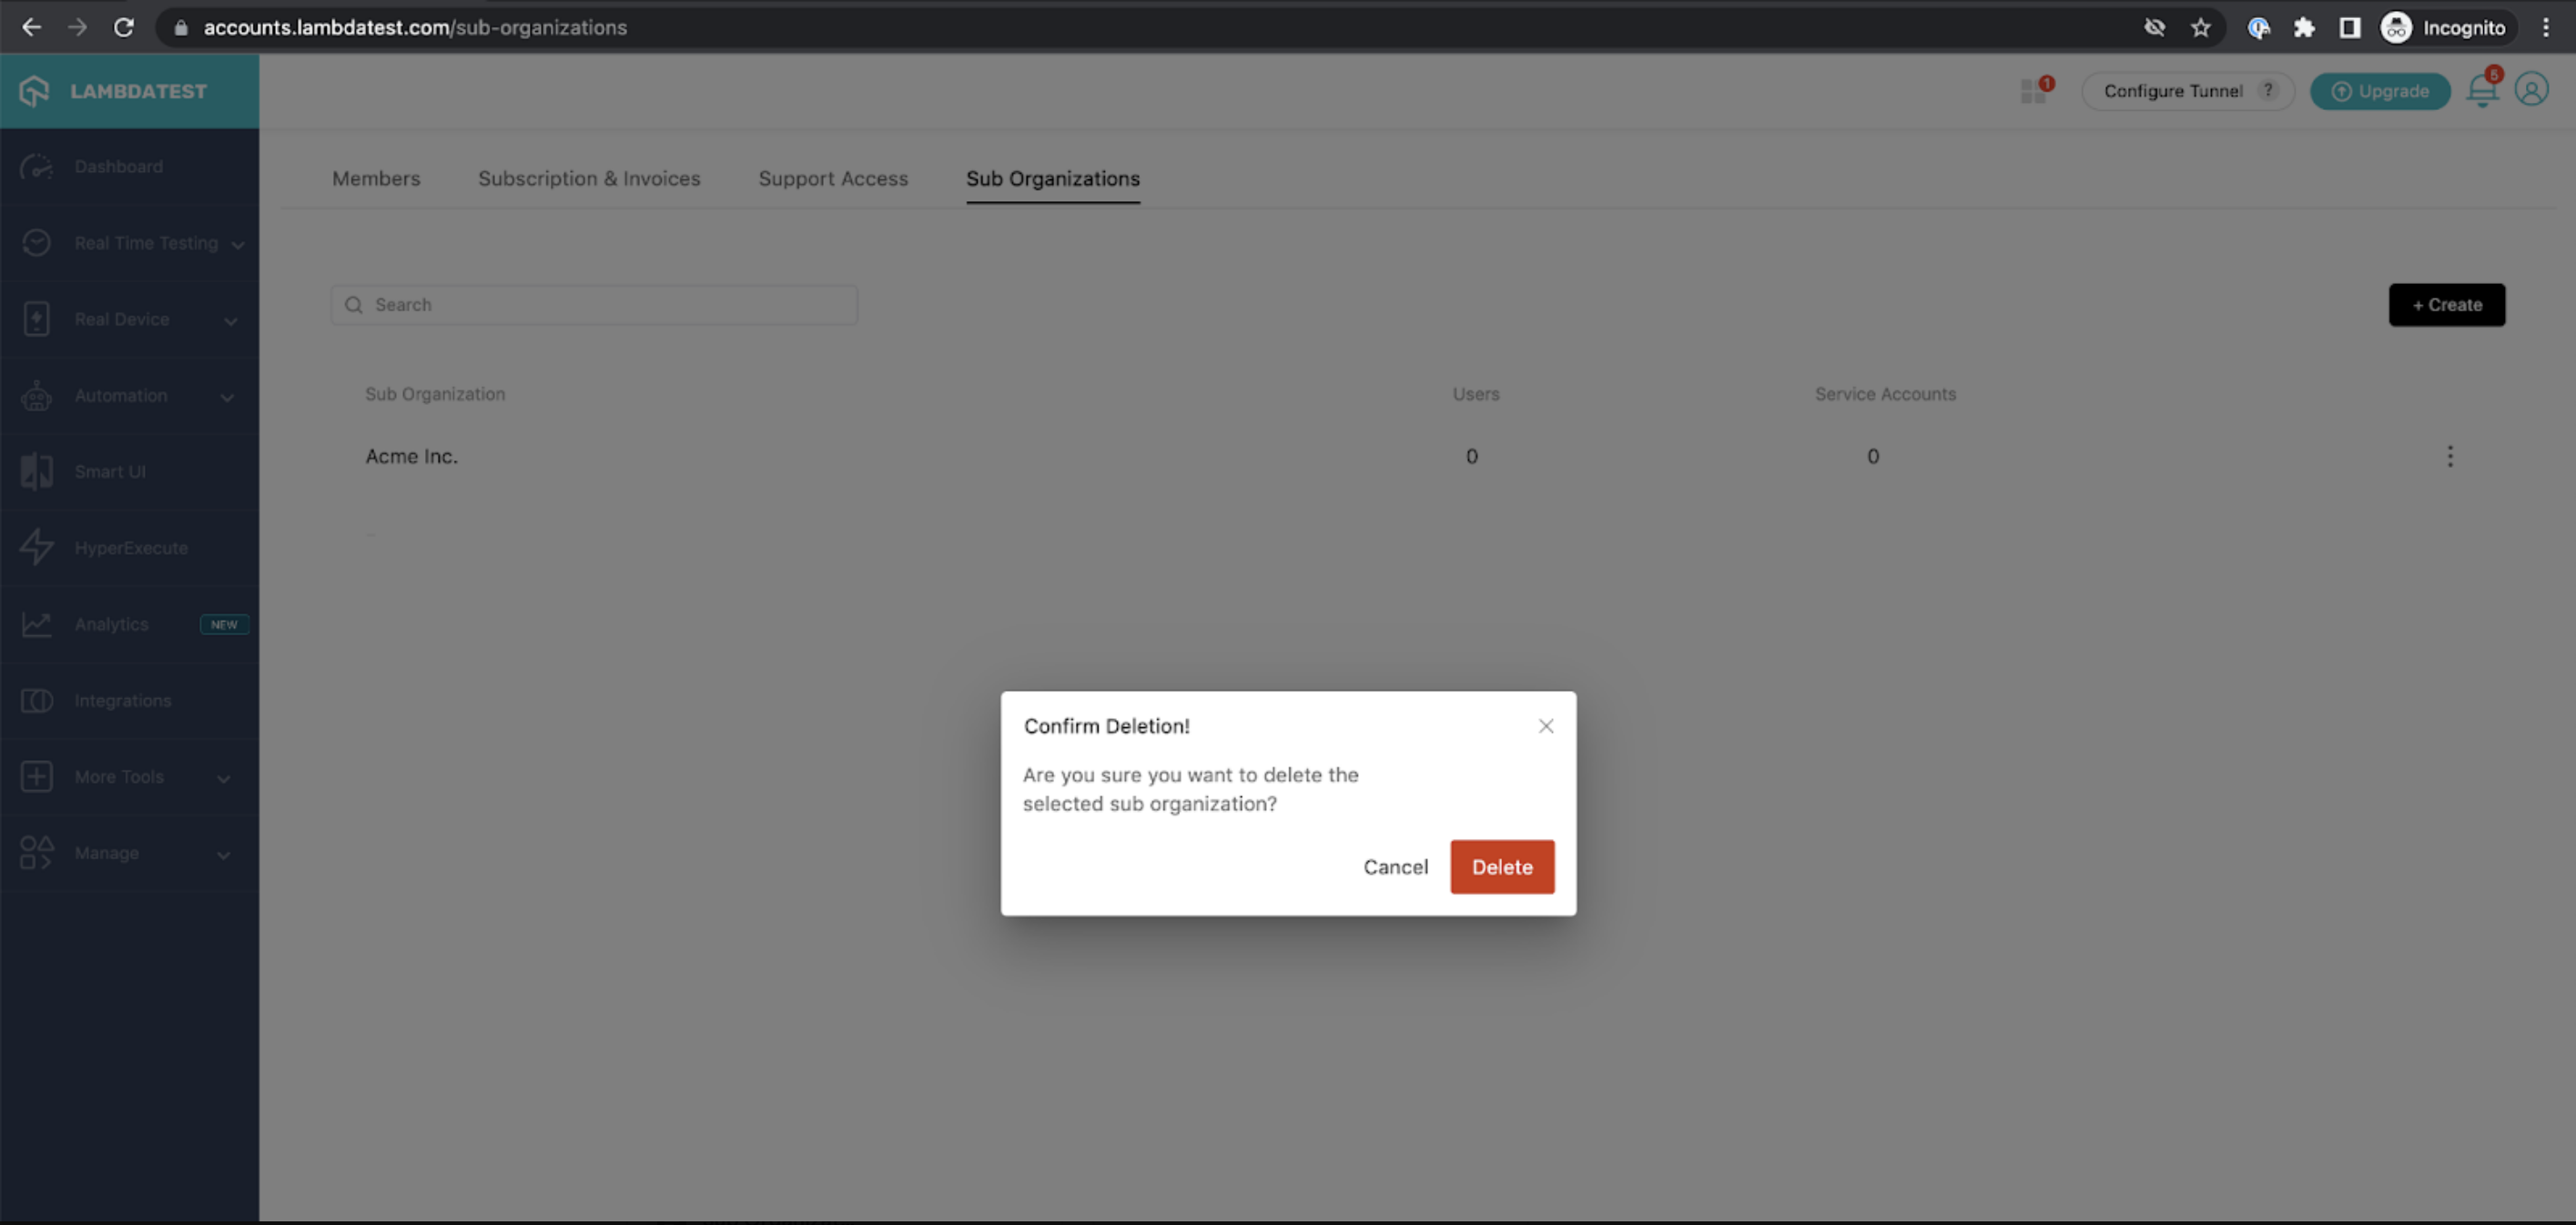 accounts.lambdatest.com/sub-organizations
Incognito
LAMBDATEST
1
Configure Tunnel ?
Upgrade
5
Dashboard
Real Time Testing
Real Device
Automation
Smart UI
HyperExecute
Analytics NEW
Integrations
More Tools
Manage
Members Subscription & Invoices Support Access Sub Organizations
Search
+ Create
Sub Organization Users Service Accounts
Acme Inc. 0 0
Confirm Deletion!
Are you sure you want to delete the
selected sub organization?
Cancel Delete